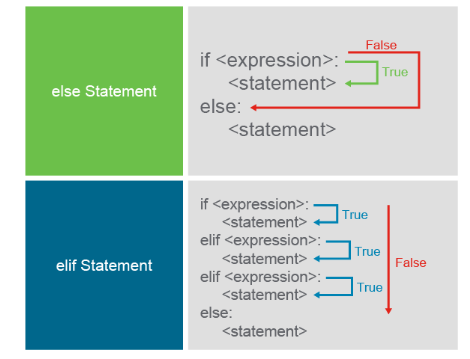 else Statement
if <expression>:
False
True
<statement>
else:
<statement>
elif Statement
if <expression>:
True
<statement>
elif <expression>:
True
<statement>
False
elif <expression>:
True
<statement>
else:
<statement>